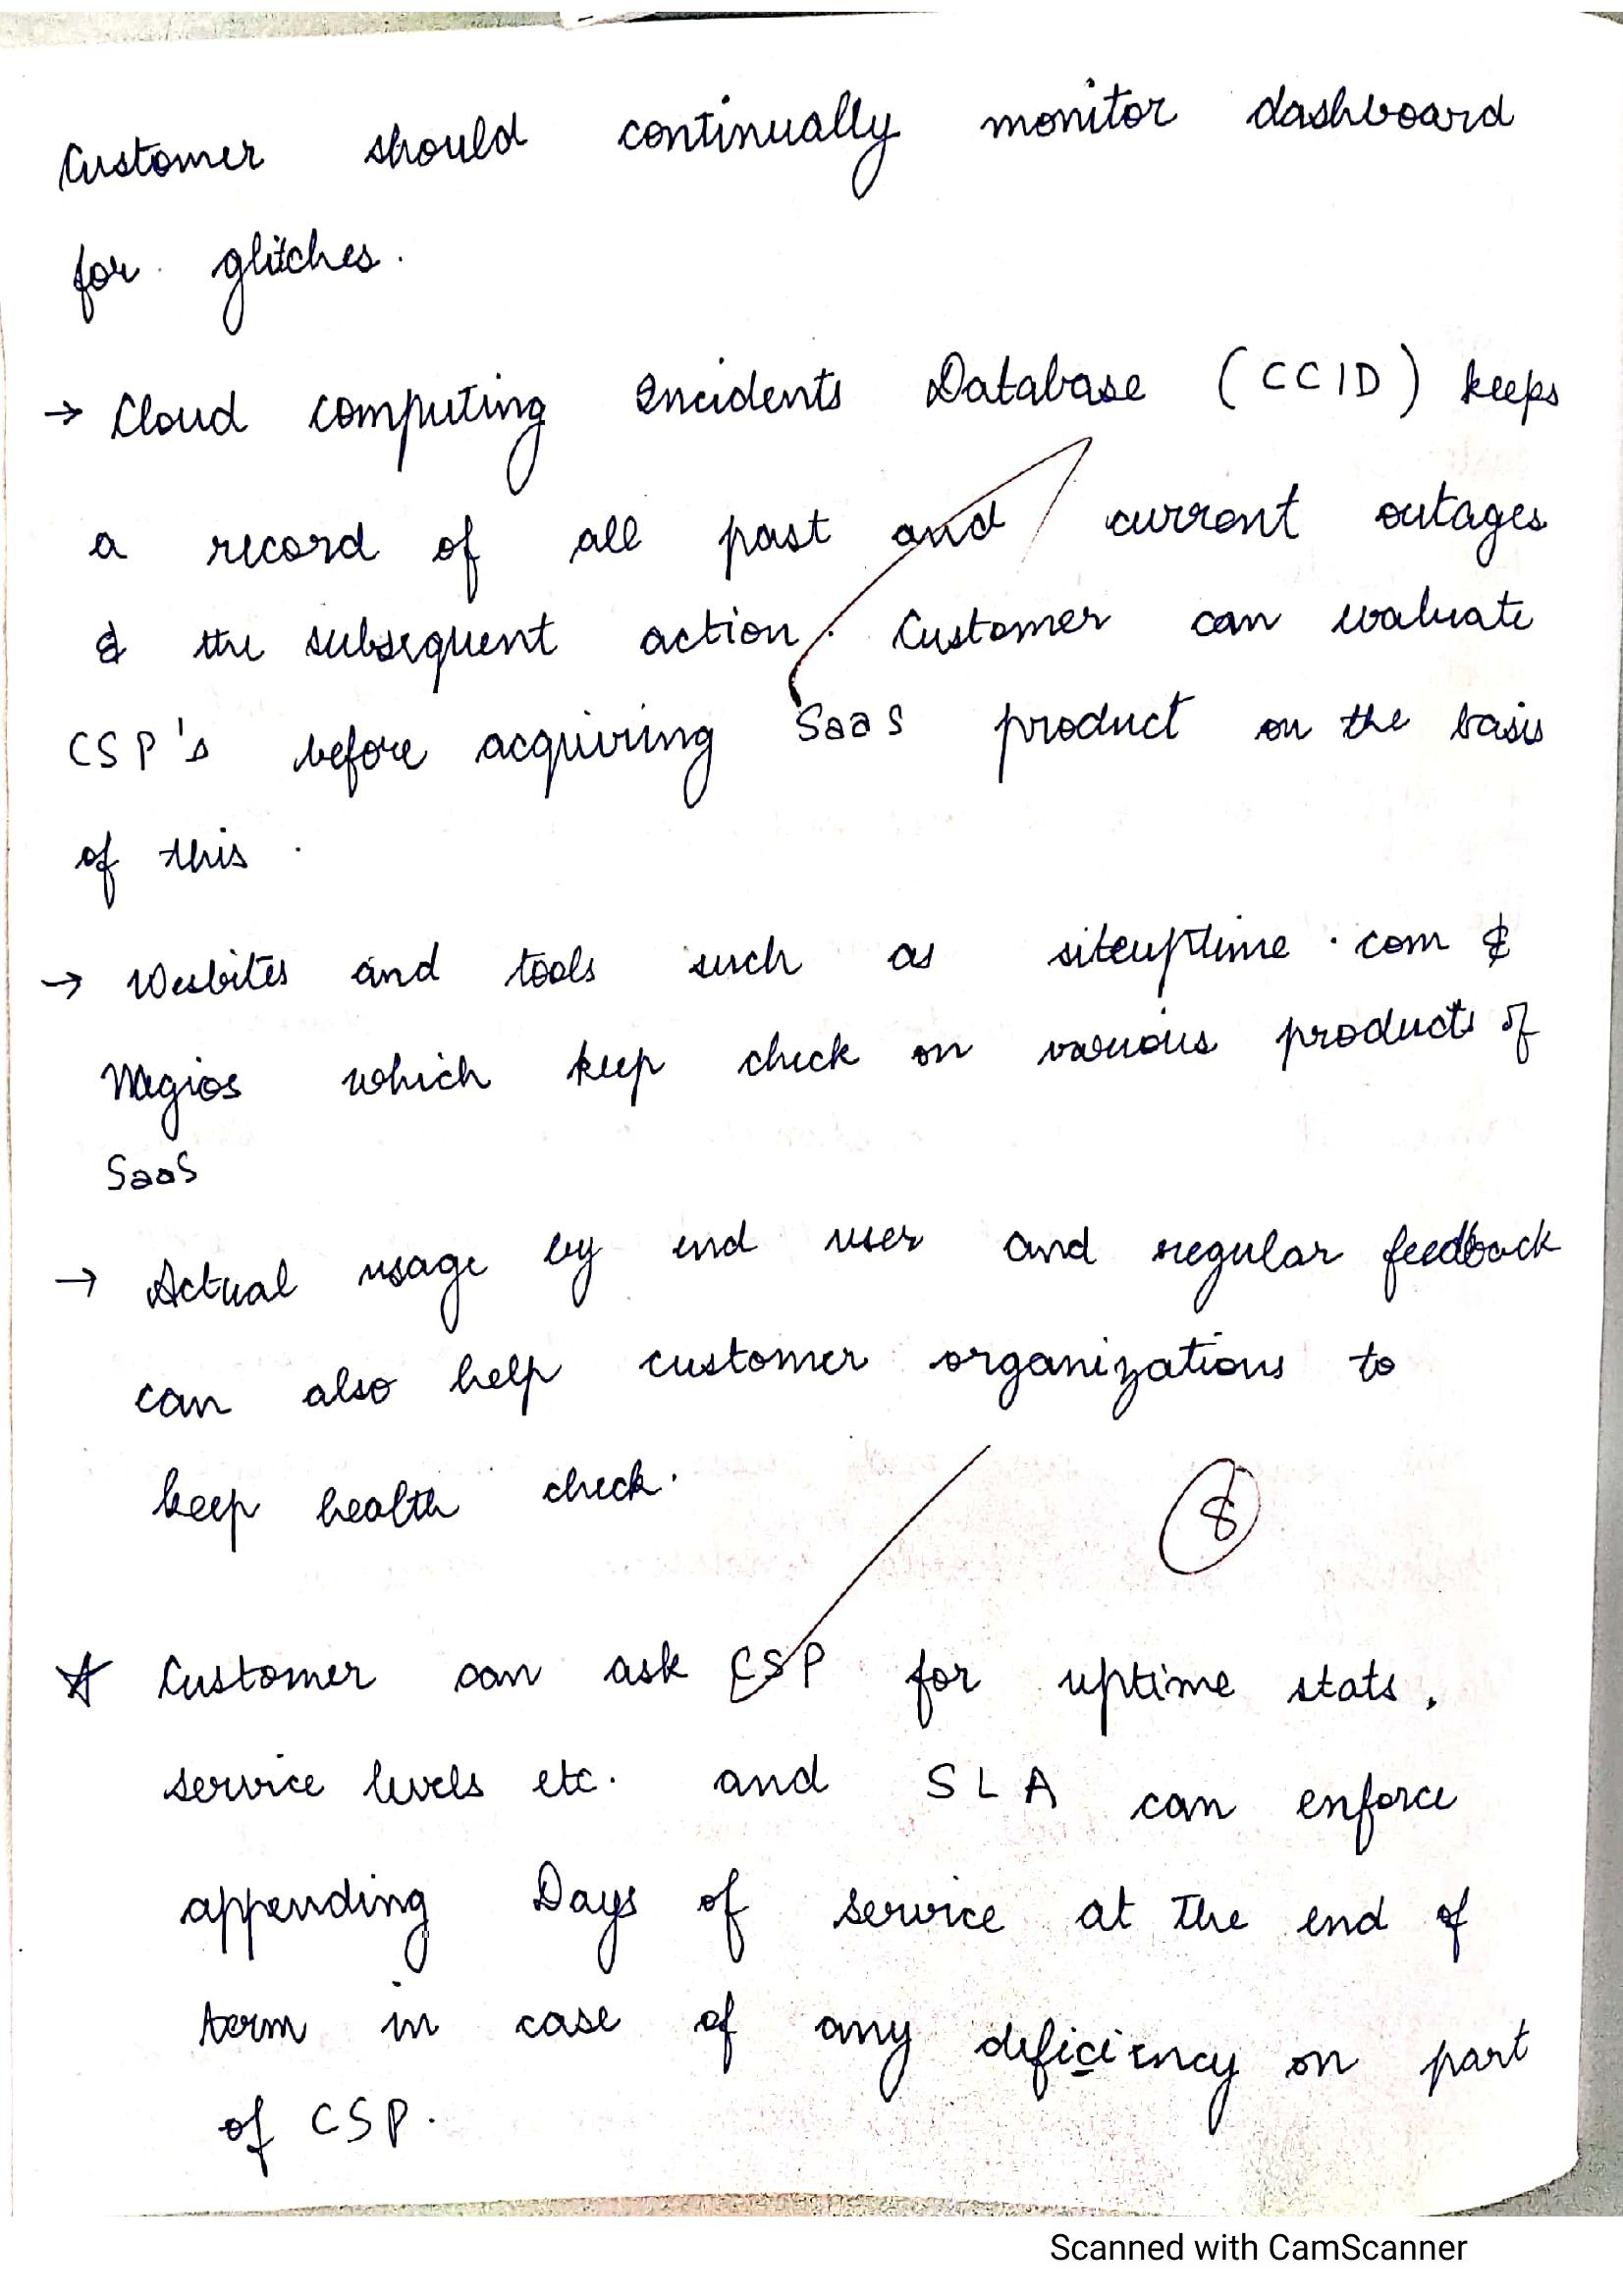 Customer should continually monitor dashboard
for glitches.
→ Cloud computing Incidents Database (CCID) keeps
a record of all past and current outages
& the subsequent action. Customer can evaluate
CSP's before acquiring SaaS product on the basis
of this.
→ Wesbites and tools such as siteuptime.com &
Nagios which keep check on various products of
SaaS
→ Actual usage by end user and regular feedback
can also help customer organizations to
keep health check.
8
☆ Customer can ask CSP for uptime stats,
service levels etc. and SLA can enforce
appending Days of service at the end of
term in case of any deficiency on part
of CSP.
Scanned with CamScanner